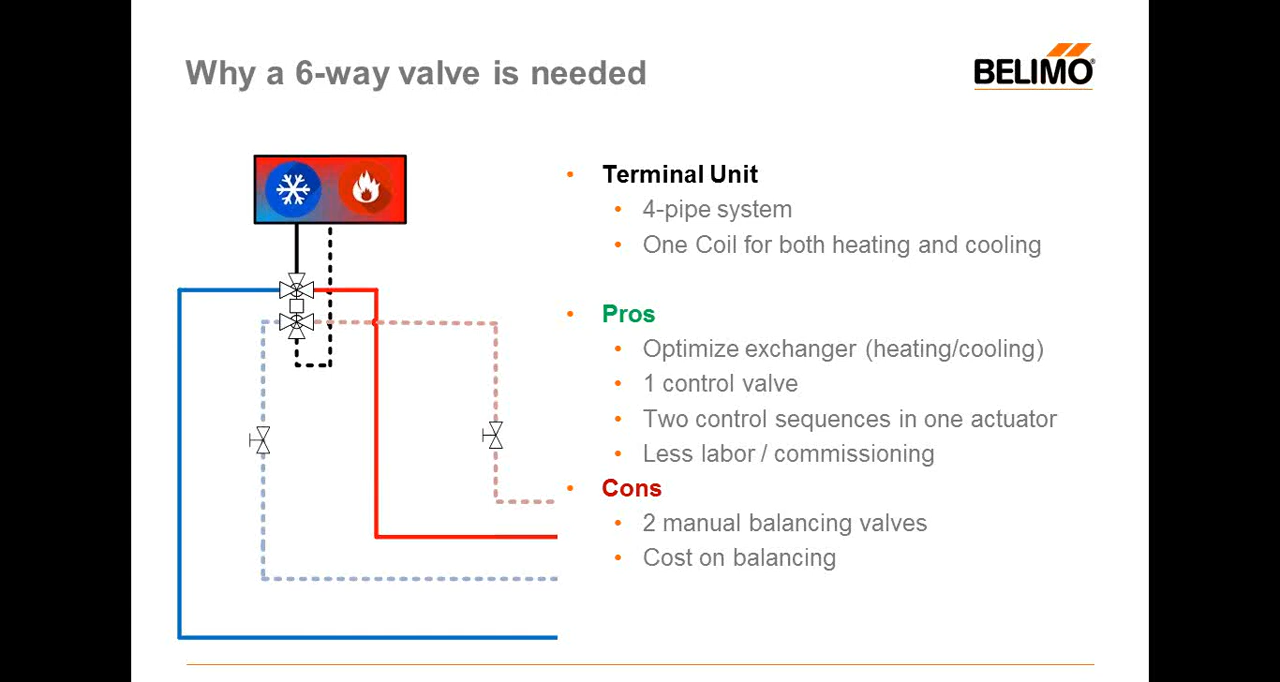 Why a 6-way valve is needed
BELIMO®
• Terminal Unit
• 4-pipe system
• One Coil for both heating and cooling
• Pros
• Optimize exchanger (heating/cooling)
• 1 control valve
• Two control sequences in one actuator
• Less labor / commissioning
• Cons
• 2 manual balancing valves
• Cost on balancing